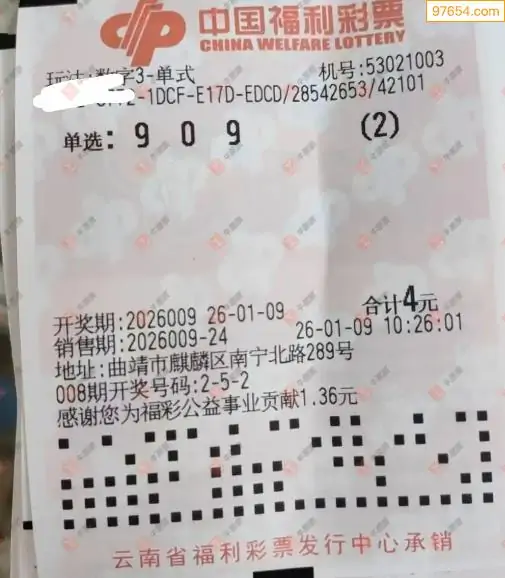 97654.com
中国福利彩票
CHINA WELFARE LOTTERY
玩法:数字3-单式 机号:53021003
-1DCF-E17D-EDCD/28542653/42101
单选: 9 0 9 (2)
开奖期:2026009 26-01-09 合计4元
销售期:2026009-24 26-01-09 10:26:01
地址:曲靖市麒麟区南宁北路289号
008期开奖号码:2-5-2
感谢您为福彩公益事业贡献1.36元
云南省福利彩票发行中心承销